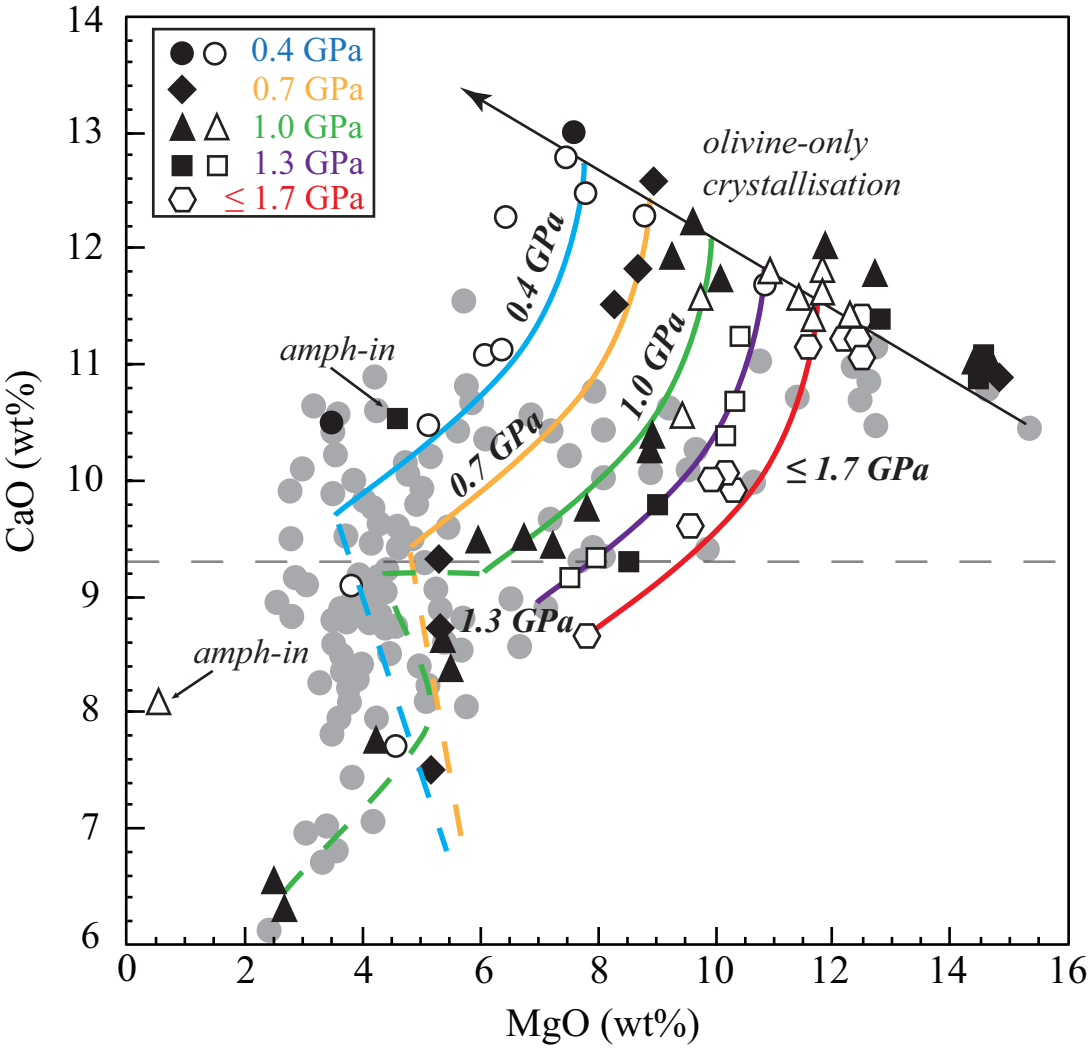 14
13
12
11
10
9
8
7
6
CaO (wt%)
0.4 GPa
0.7 GPa
1.0 GPa
1.3 GPa
≤ 1.7 GPa
olivine-only
crystallisation
0.4 GPa
0.7 GPa
1.0 GPa
1.3 GPa
≤ 1.7 GPa
amph-in
amph-in
0
2
4
6
8
10
12
14
16
MgO (wt%)